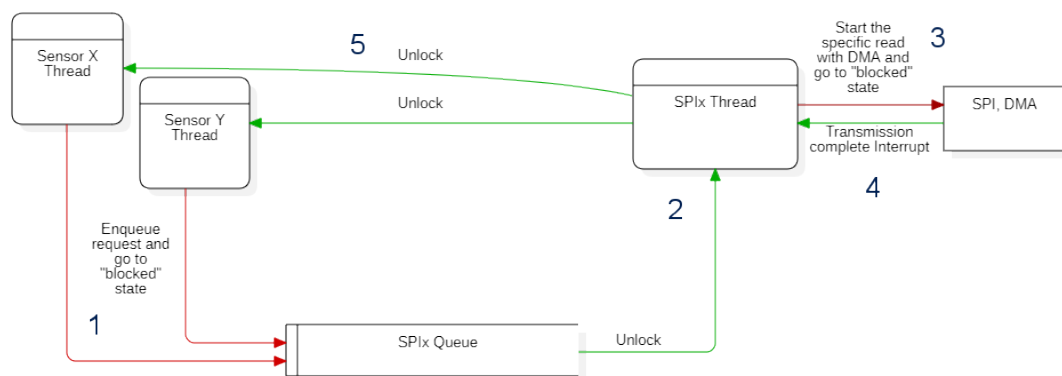 5
Unlock
Start the
specific read
with DMA and
go to "blocked"
state
3
Sensor X
Thread
Unlock
Sensor Y
Thread
SPIx Thread
SPI, DMA
Transmission
complete Interrupt
4
2
Enqueue
request and
go to
"blocked"
state
1
SPIx Queue
Unlock